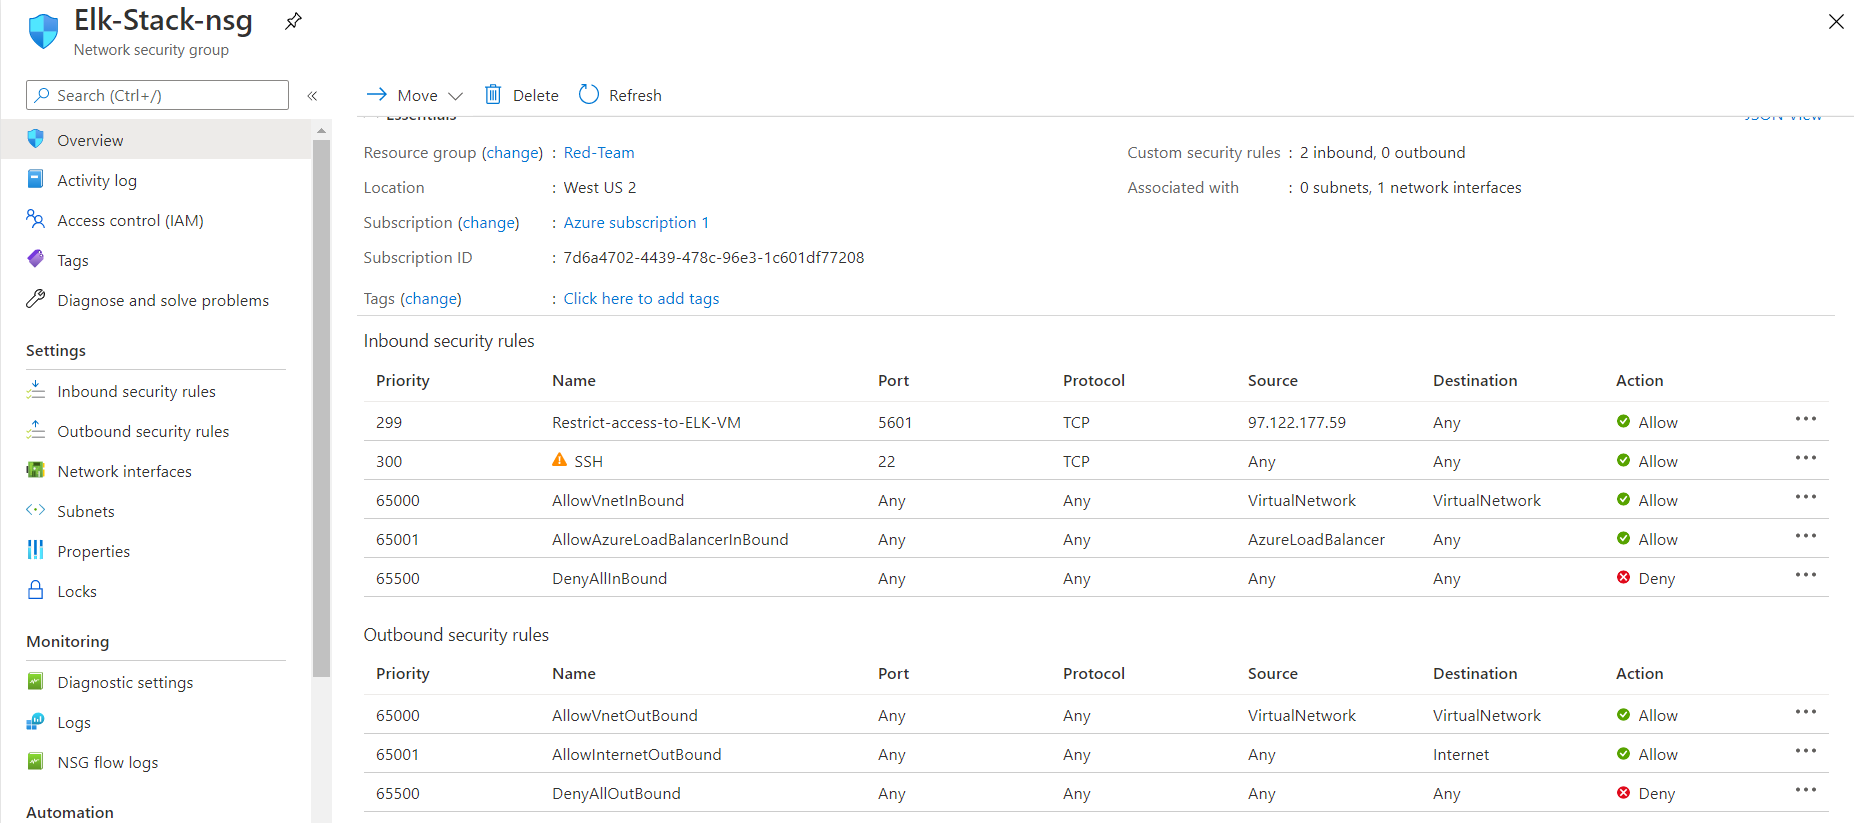 Elk-Stack-nsg
Network security group
Search (Ctrl+/)
«
Move Delete Refresh
Overview
Activity log
Access control (IAM)
Tags
Diagnose and solve problems
Settings
Inbound security rules
Outbound security rules
Network interfaces
Subnets
Properties
Locks
Monitoring
Diagnostic settings
Logs
NSG flow logs
Automation
Essentials JSON View
Resource group (change) : Red-Team Custom security rules : 2 inbound, 0 outbound
Location : West US 2 Associated with : 0 subnets, 1 network interfaces
Subscription (change) : Azure subscription 1
Subscription ID : 7d6a4702-4439-478c-96e3-1c601df77208
Tags (change) : Click here to add tags
Inbound security rules
Priority Name Port Protocol Source Destination Action
299 Restrict-access-to-ELK-VM 5601 TCP 97.122.177.59 Any Allow
300 SSH 22 TCP Any Any Allow
65000 AllowVnetInBound Any Any VirtualNetwork VirtualNetwork Allow
65001 AllowAzureLoadBalancerInBound Any Any AzureLoadBalancer Any Allow
65500 DenyAllInBound Any Any Any Any Deny
Outbound security rules
Priority Name Port Protocol Source Destination Action
65000 AllowVnetOutBound Any Any VirtualNetwork VirtualNetwork Allow
65001 AllowInternetOutBound Any Any Any Internet Allow
65500 DenyAllOutBound Any Any Any Any Deny